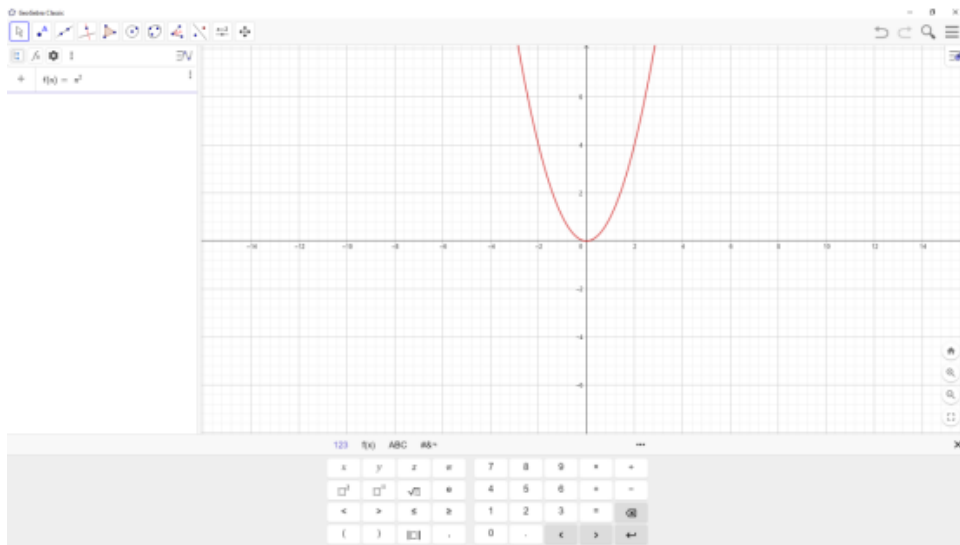 GeoGebra Classic
f(x) = x²
6
4
2
-14 -12 -10 -8 -6 -4 -2 0 2 4 6 8 10 12 14
-2
-4
-6
123 f(x) ABC
x y z π 7 8 9 × ÷
e 4 5 6 + −
< > ≤ ≥ 1 2 3 =
( ) , 0 . < >